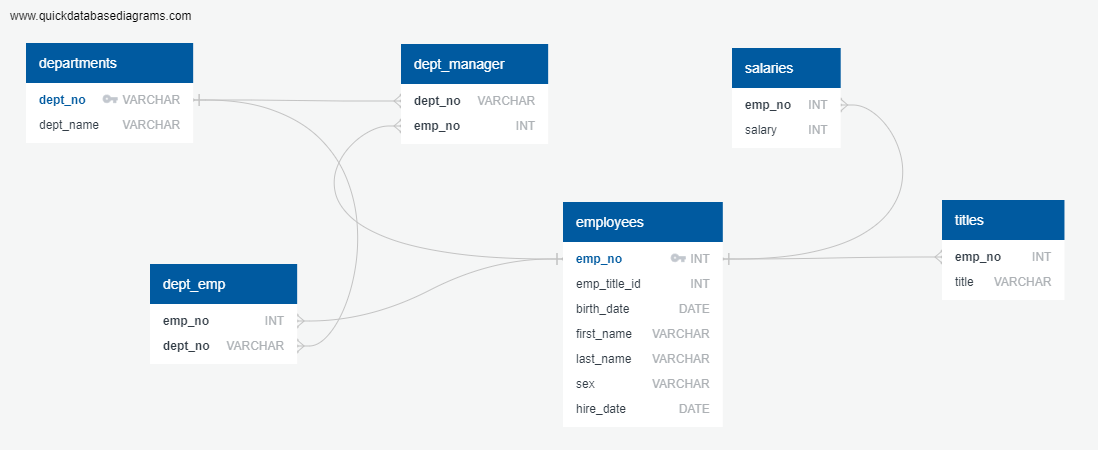 www.quickdatabasediagrams.com
departments
dept_no VARCHAR
dept_name VARCHAR
dept_manager
dept_no VARCHAR
emp_no INT
salaries
emp_no INT
salary INT
employees
emp_no INT
emp_title_id INT
birth_date DATE
first_name VARCHAR
last_name VARCHAR
sex VARCHAR
hire_date DATE
titles
emp_no INT
title VARCHAR
dept_emp
emp_no INT
dept_no VARCHAR